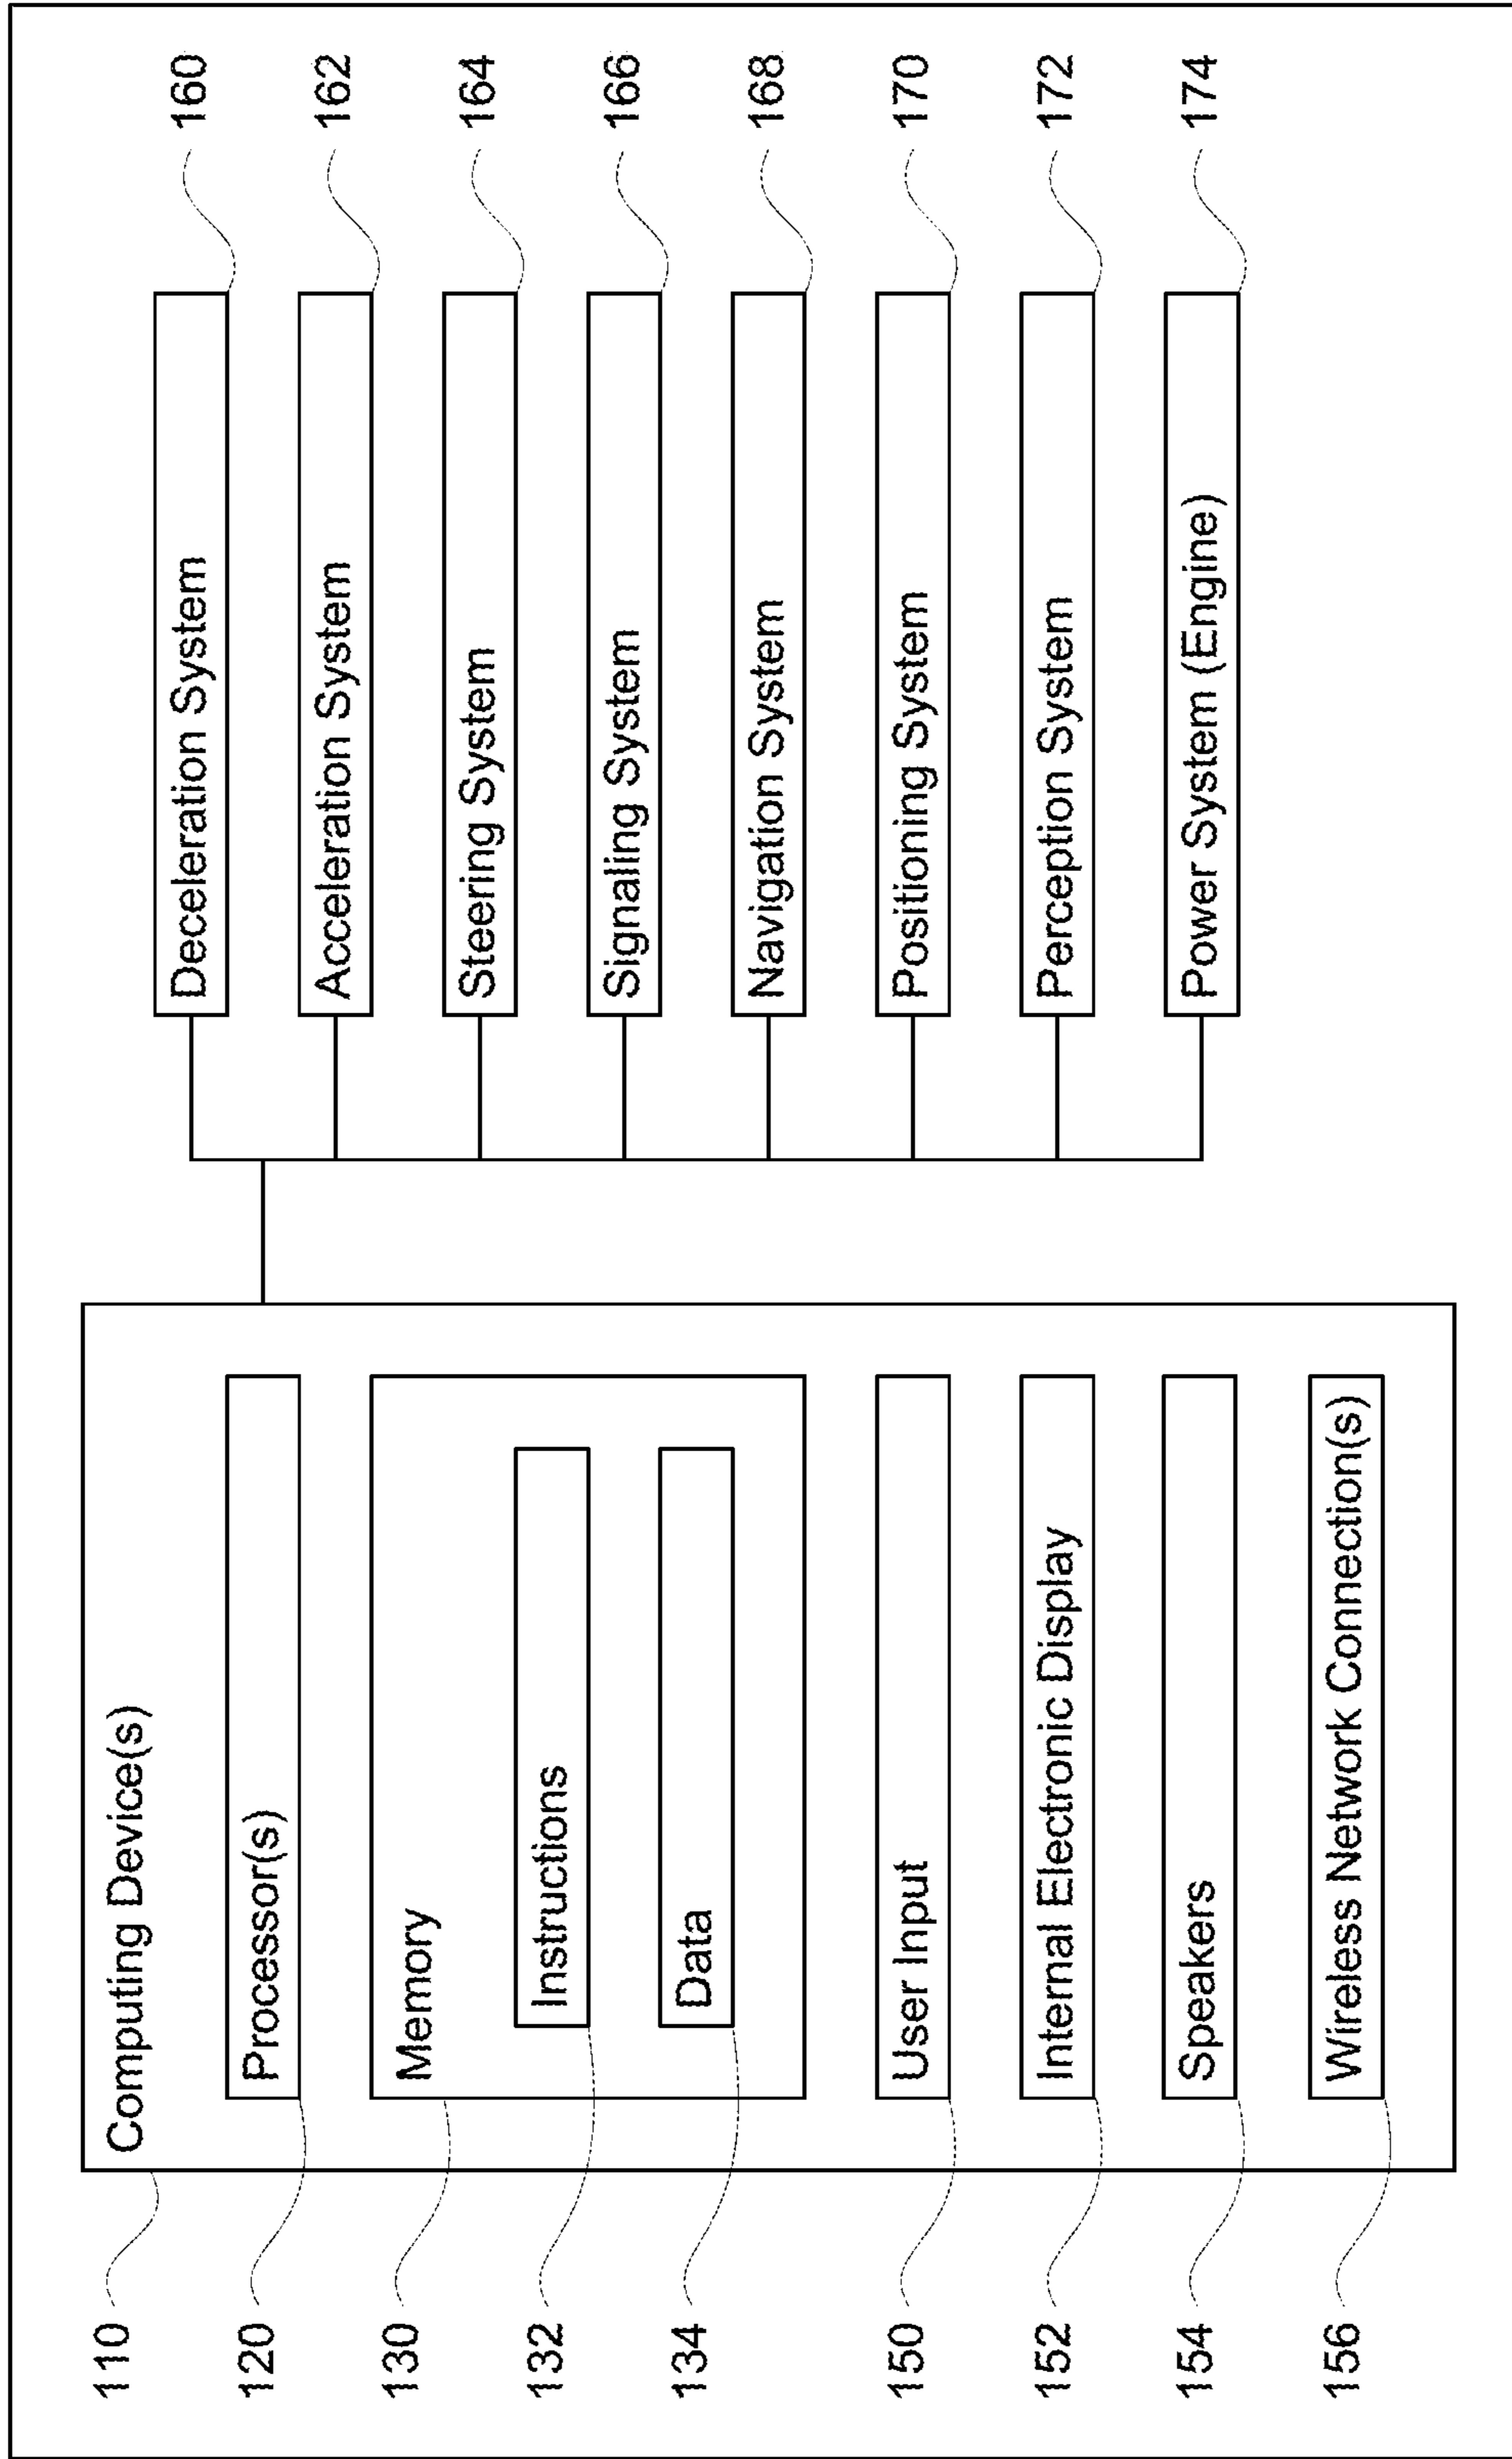 110
Computing Device(s)
120
Processor(s)
130
Memory
132
Instructions
134
Data
150
User Input
152
Internal Electronic Display
154
Speakers
156
Wireless Network Connection(s)
Deceleration System
160
Acceleration System
162
Steering System
164
Signaling System
166
Navigation System
168
Positioning System
170
Perception System
172
Power System (Engine)
174